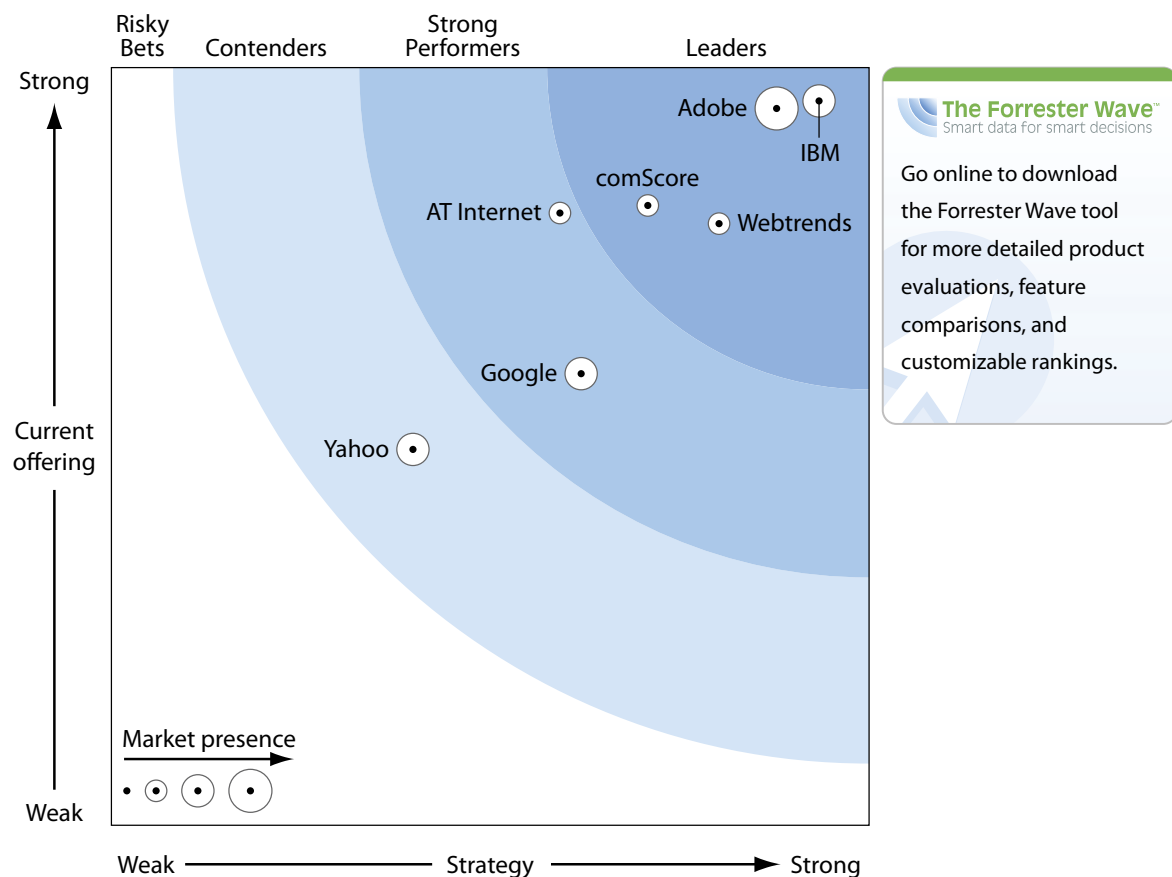 Risky
Bets
Contenders
Strong
Performers
Leaders
Strong
Current
offering
Weak
Adobe
IBM
comScore
AT Internet
Webtrends
Google
Yahoo
Market presence
Weak
Strategy
Strong
The Forrester Wave™
Smart data for smart decisions
Go online to download
the Forrester Wave tool
for more detailed product
evaluations, feature
comparisons, and
customizable rankings.